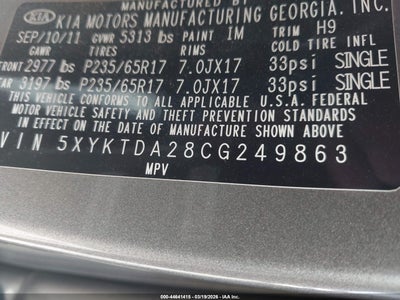 MANUFACTURED BY
KIA KIA MOTORS MANUFACTURING GEORGIA, INC.
SEP/10/11 GVWR 5313 lbs PAINT IM TRIM H9
GAWR TIRES RIMS COLD TIRE INFL
FRONT 2977 lbs P235/65R17 7.0JX17 33psi SINGLE
EAR 3197 lbs P235/65R17 7.0JX17 33psi SINGLE
THIS VEHICLE CONFORMS TO ALL APPLICABLE U.S.A. FEDERAL
MOTOR VEHICLE SAFETY AND THEFT PREVENTION STANDARDS
IN EFFECT ON THE DATE OF MANUFACTURE SHOWN ABOVE.
VIN 5XYKTDA28CG249863
MPV
000-44641415 - 03/19/2026 - IAA Inc.